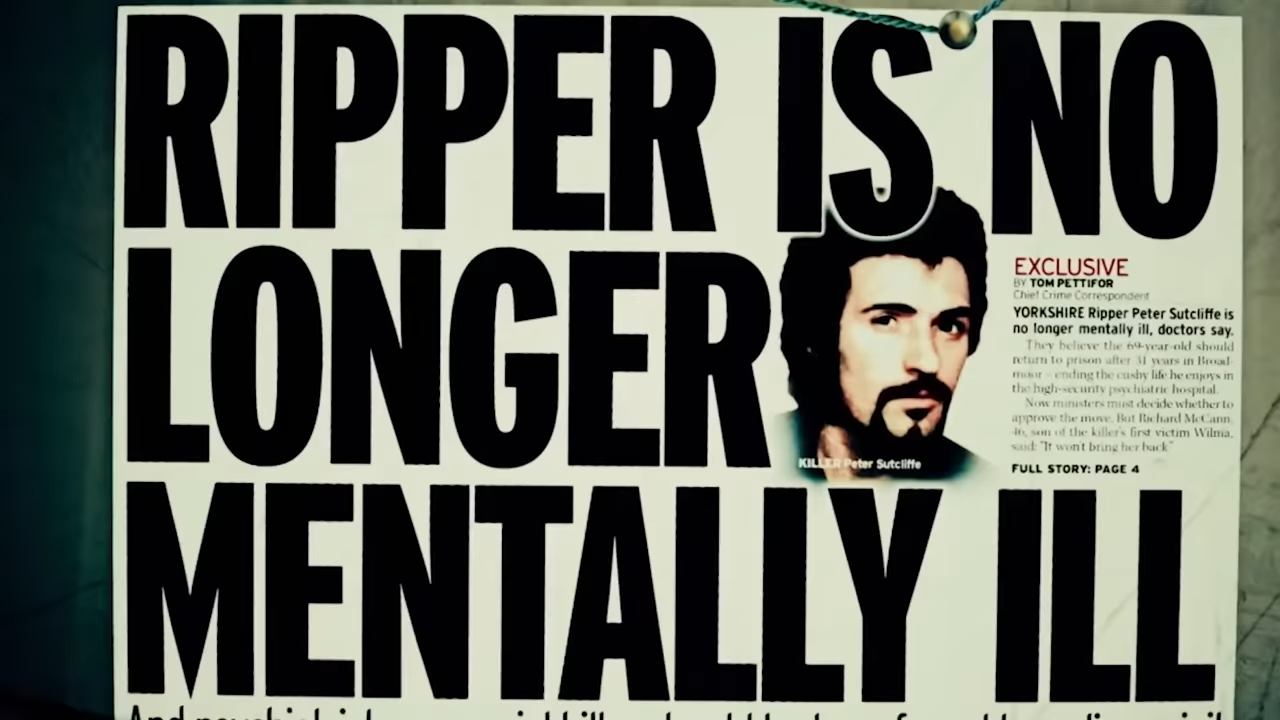 RIPPER IS NO
LONGER
MENTALLY ILL
EXCLUSIVE
BY TOM PETTIFOR
Chief Crime Correspondent
YORKSHIRE Ripper Peter Sutcliffe is
no longer mentally ill, doctors say.
They believe the 69-year-old should
return to prison after 31 years in Broad-
moor – ending the cushy life he enjoys in
the high-security psychiatric hospital.
Now ministers must decide whether to
approve the move. But Richard McCann,
46, son of the killer's first victim Wilma,
said: "It won't bring her back"
FULL STORY: PAGE 4
KILLER Peter Sutcliffe